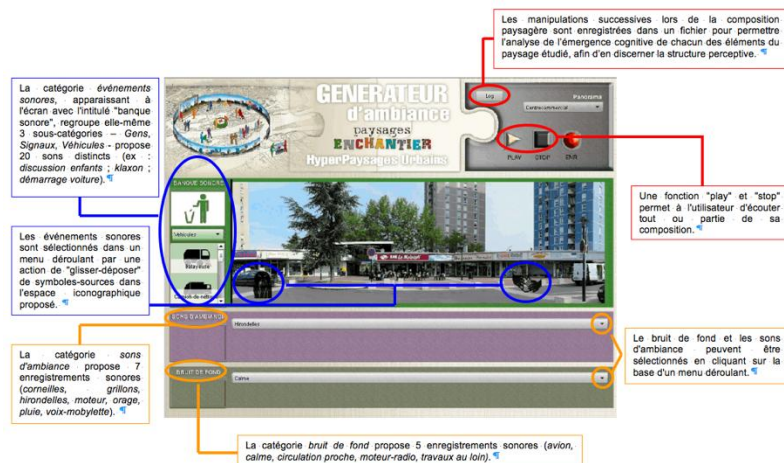 Les manipulations successives lors de la composition
paysagère sont enregistrées dans un fichier pour permettre
l'analyse de l'émergence cognitive de chacun des éléments du
paysage étudié, afin d'en discerner la structure perceptive. ¶
La catégorie événements
sonores, apparaissant à
l'écran avec l'intitulé "banque
sonore", regroupe elle-même
3 sous-catégories – Gens,
Signaux, Véhicules - propose
20 sons distincts (ex :
discussion enfants ; klaxon ;
démarrage voiture). ¶
GENERATEUR
d'ambiance
paysages
ENCHANTIER
HyperPaysages Urbains
Log
Panorama
Centre commercial
PLAY
STOP
ENR
BANQUE SONORE
Véhicules
Une fonction "play" et "stop"
permet à l'utilisateur d'écouter
tout ou partie de sa
composition. ¶
Les événements sonores
sont sélectionnés dans un
menu déroulant par une
action de "glisser-déposer"
de symboles-sources dans
l'espace iconographique
proposé. ¶
SONS D'AMBIANCE
Hirondelles
La catégorie sons
d'ambiance propose 7
enregistrements sonores
(corneilles, grillons,
hirondelles, moteur, orage,
pluie, voix-mobylette). ¶
Le bruit de fond et les sons
d'ambiance peuvent être
sélectionnés en cliquant sur la
base d'un menu déroulant. ¶
BRUIT DE FOND
Calme
La catégorie bruit de fond propose 5 enregistrements sonores (avion,
calme, circulation proche, moteur-radio, travaux au loin). ¶